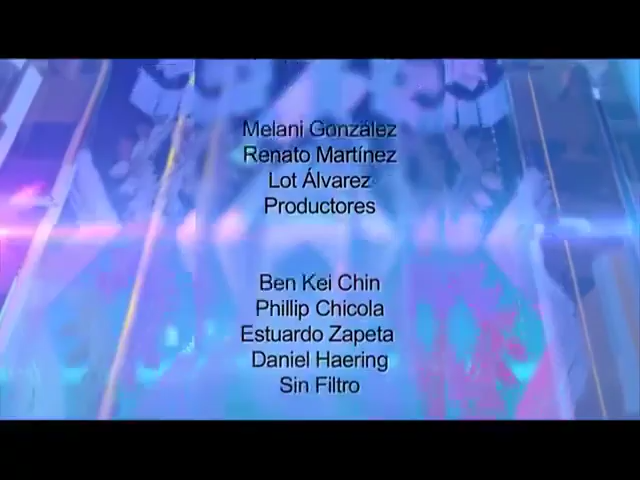 Melani González
Renato Martínez
Lot Álvarez
Productores
Ben Kei Chin
Phillip Chicola
Estuardo Zapeta
Daniel Haering
Sin Filtro